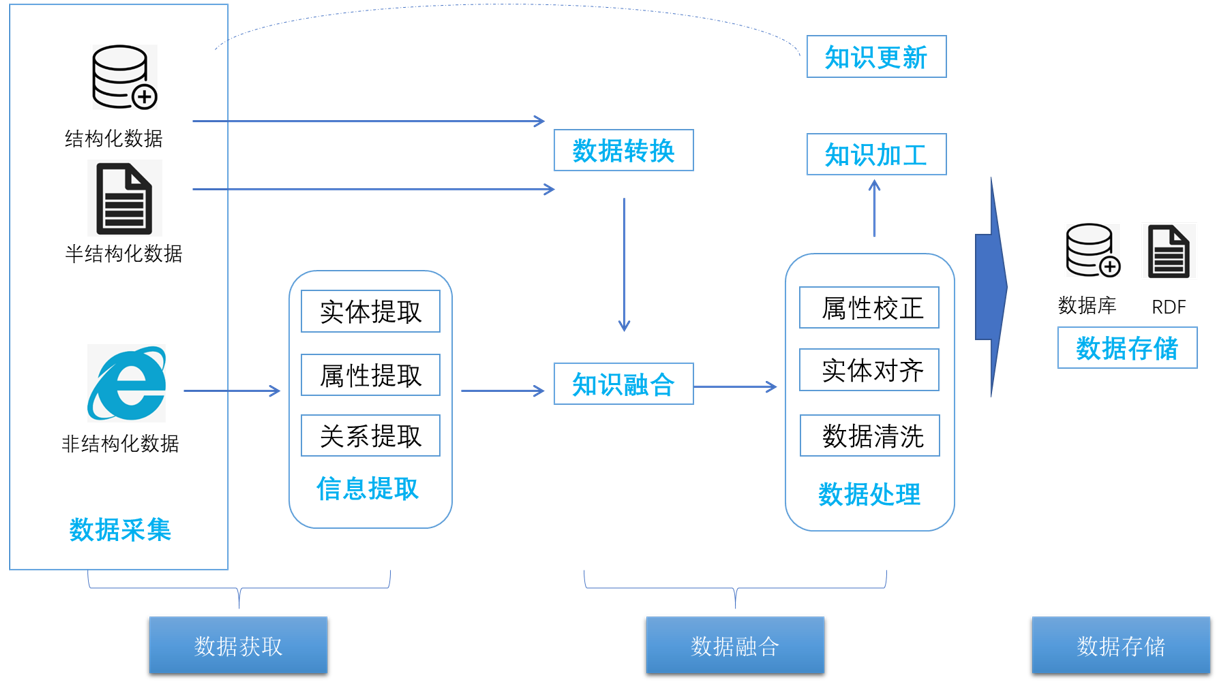 结构化数据
半结构化数据
非结构化数据
数据采集
实体提取
属性提取
关系提取
信息提取
数据转换
知识融合
知识更新
知识加工
属性校正
实体对齐
数据清洗
数据处理
数据库
RDF
数据存储
数据获取
数据融合
数据存储